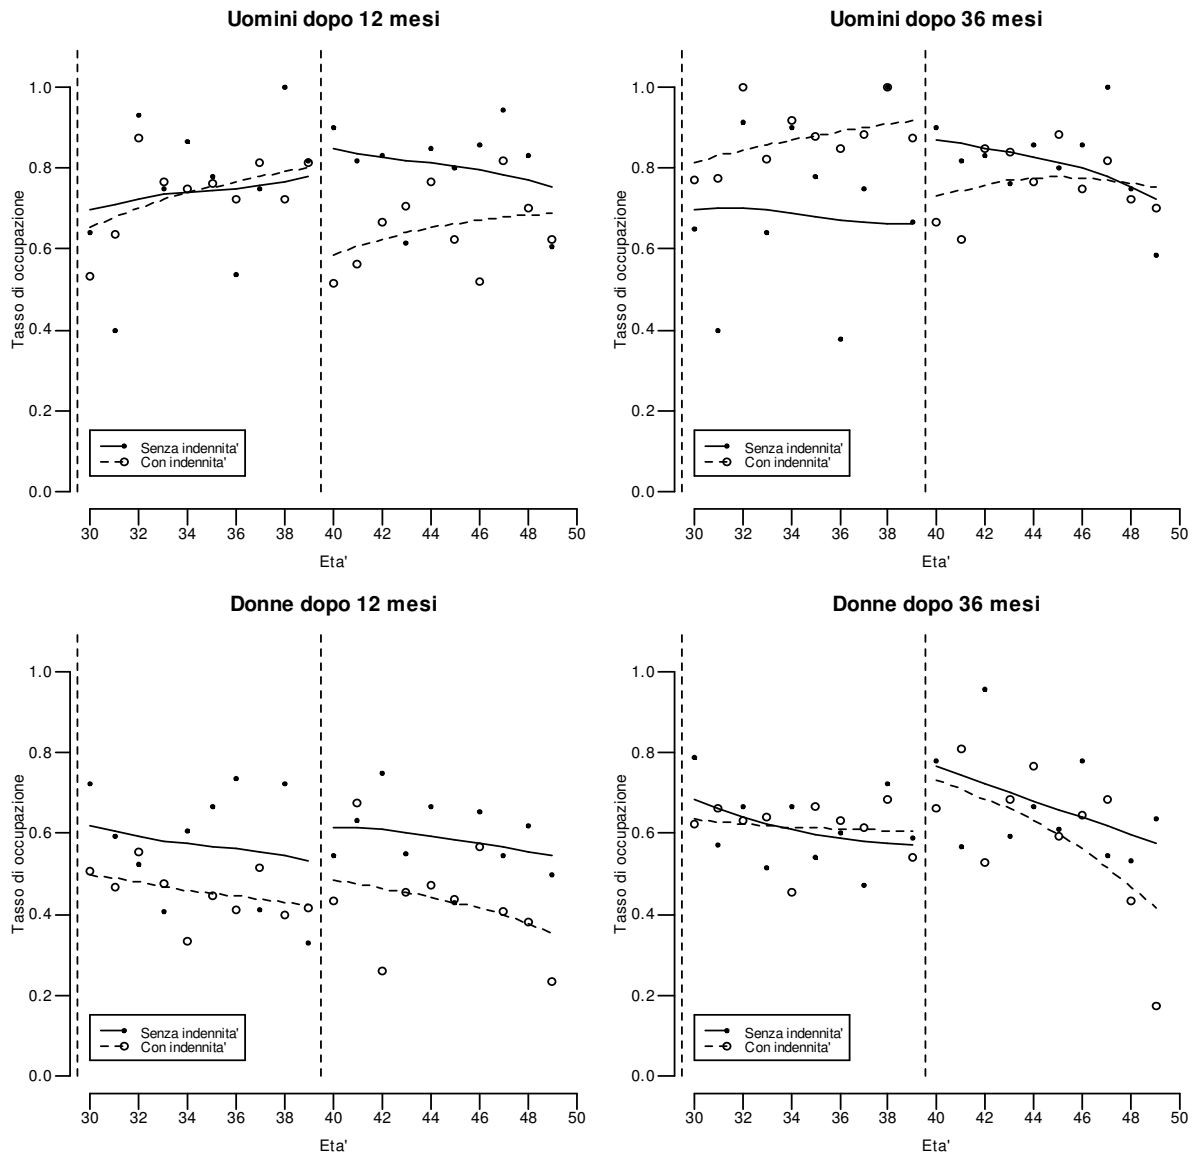 Uomini dopo 12 mesi
Tasso di occupazione
1.0
0.8
0.6
0.4
0.2
0.0
Senza indennita'
Con indennita'
30 32 34 36 38 40 42 44 46 48 50
Eta'
Uomini dopo 36 mesi
Tasso di occupazione
1.0
0.8
0.6
0.4
0.2
0.0
Senza indennita'
Con indennita'
30 32 34 36 38 40 42 44 46 48 50
Eta'
Donne dopo 12 mesi
Tasso di occupazione
1.0
0.8
0.6
0.4
0.2
0.0
Senza indennita'
Con indennita'
30 32 34 36 38 40 42 44 46 48 50
Eta'
Donne dopo 36 mesi
Tasso di occupazione
1.0
0.8
0.6
0.4
0.2
0.0
Senza indennita'
Con indennita'
30 32 34 36 38 40 42 44 46 48 50
Eta'